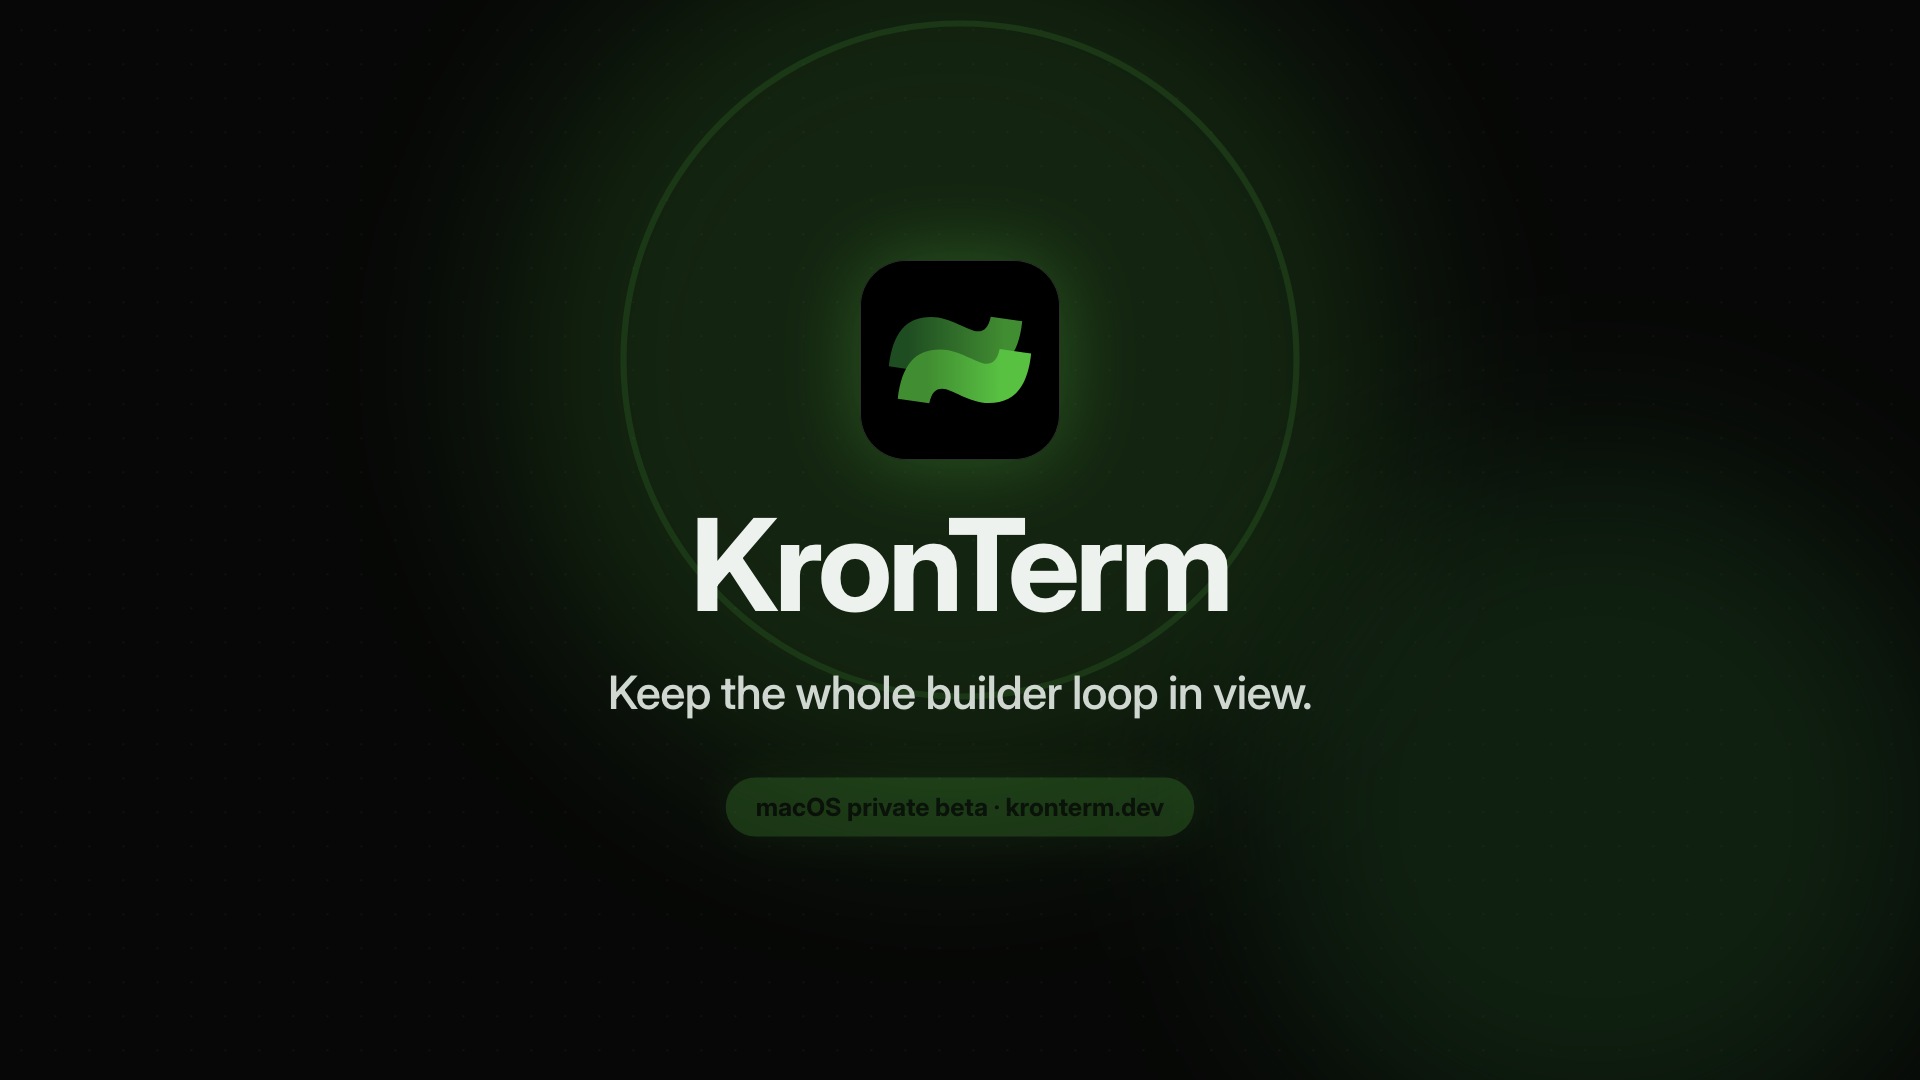 KronTerm
Keep the whole builder loop in view.
macOS private beta · kronterm.dev